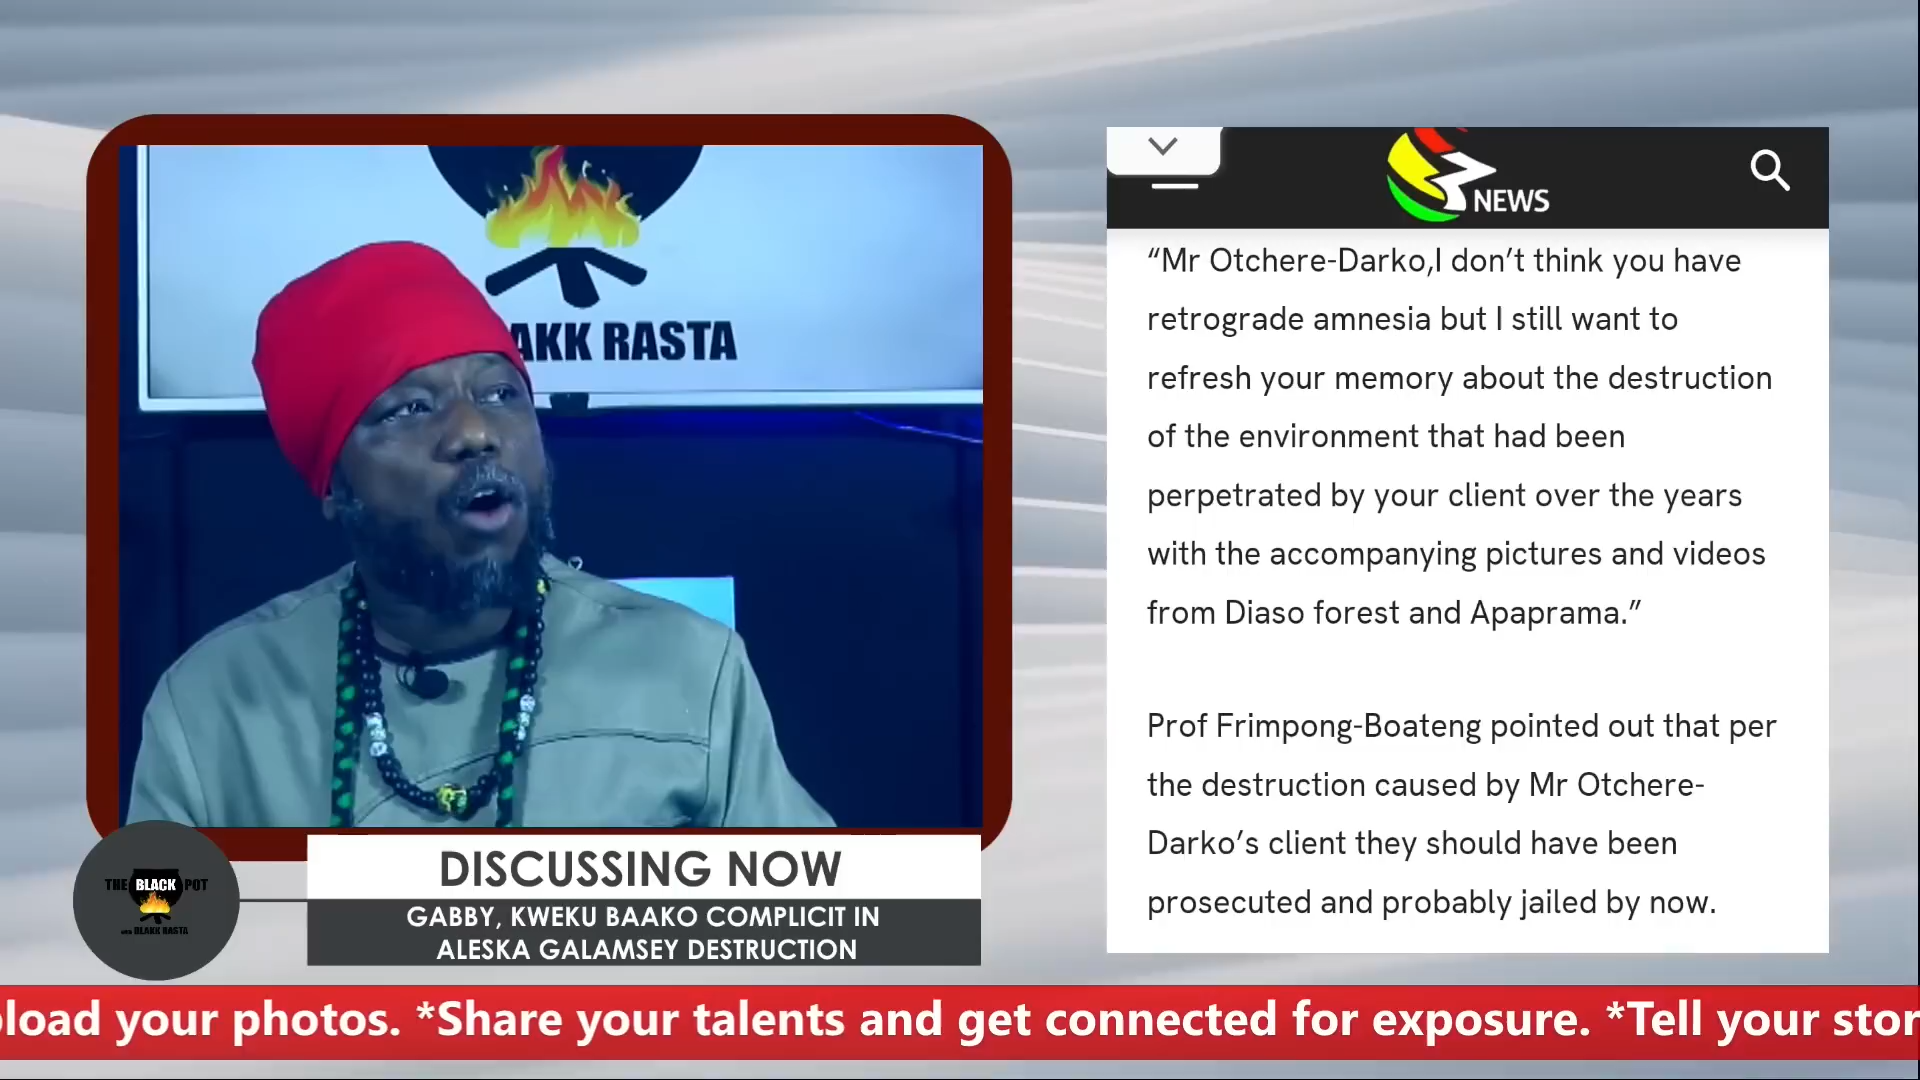 AKK RASTA
NEWS
“Mr Otchere-Darko,I don’t think you have
retrograde amnesia but I still want to
refresh your memory about the destruction
of the environment that had been
perpetrated by your client over the years
with the accompanying pictures and videos
from Diaso forest and Apaprama.”
Prof Frimpong-Boateng pointed out that per
the destruction caused by Mr Otchere-
Darko’s client they should have been
prosecuted and probably jailed by now.
THE BLACK POT
WITH BLAKK RASTA
DISCUSSING NOW
GABBY, KWEKU BAAKO COMPLICIT IN
ALESKA GALAMSEY DESTRUCTION
load your photos. *Share your talents and get connected for exposure. *Tell your stor